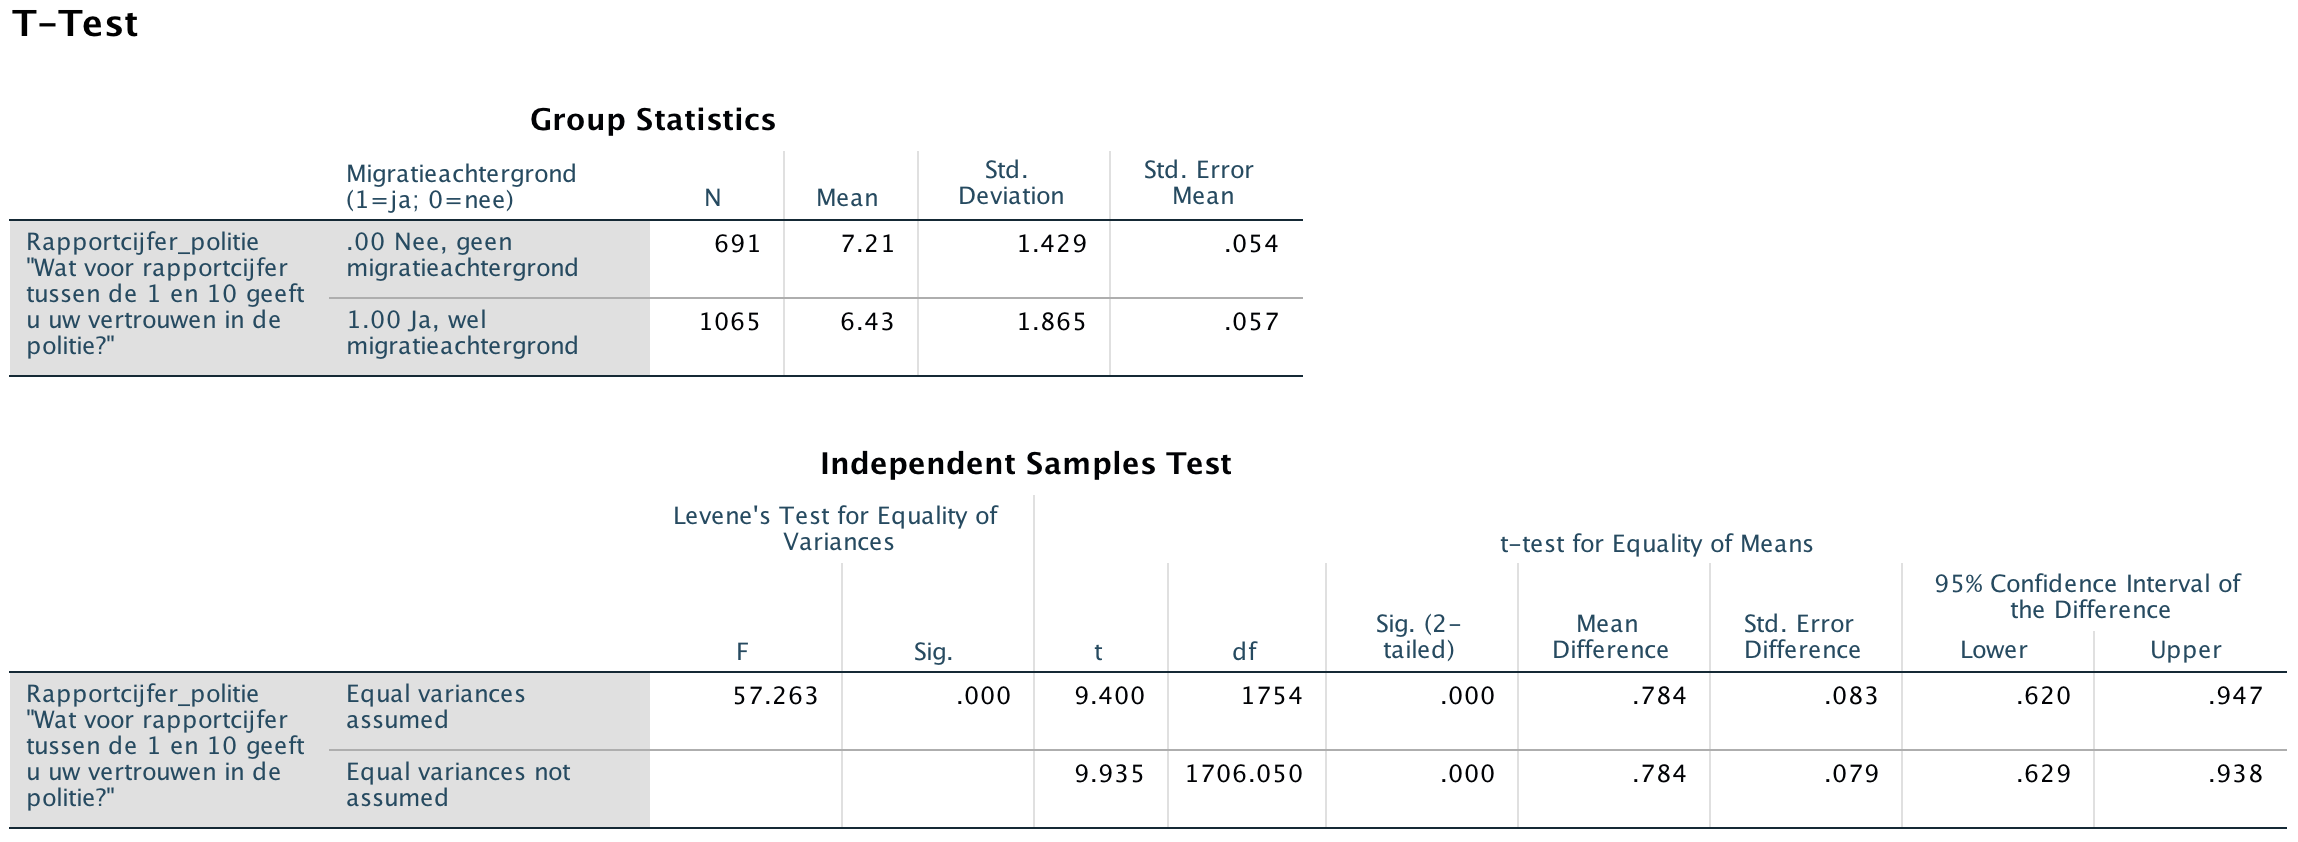 T-Test
Group Statistics
Migratieachtergrond
(1=ja; 0=nee)
N
Mean
Std.
Deviation
Std. Error
Mean
Rapportcijfer_politie
"Wat voor rapportcijfer
tussen de 1 en 10 geeft
u uw vertrouwen in de
politie?"
.00 Nee, geen
migratieachtergrond
691 7.21 1.429 .054
1.00 Ja, wel
migratieachtergrond
1065 6.43 1.865 .057
Independent Samples Test
Levene's Test for Equality of
Variances
t-test for Equality of Means
F
Sig.
t
df
Sig. (2-
tailed)
Mean
Difference
Std. Error
Difference
95% Confidence Interval of
the Difference
Lower
Upper
Rapportcijfer_politie
"Wat voor rapportcijfer
tussen de 1 en 10 geeft
u uw vertrouwen in de
politie?"
Equal variances
assumed
57.263 .000 9.400 1754 .000 .784 .083 .620 .947
Equal variances not
assumed
9.935 1706.050 .000 .784 .079 .629 .938